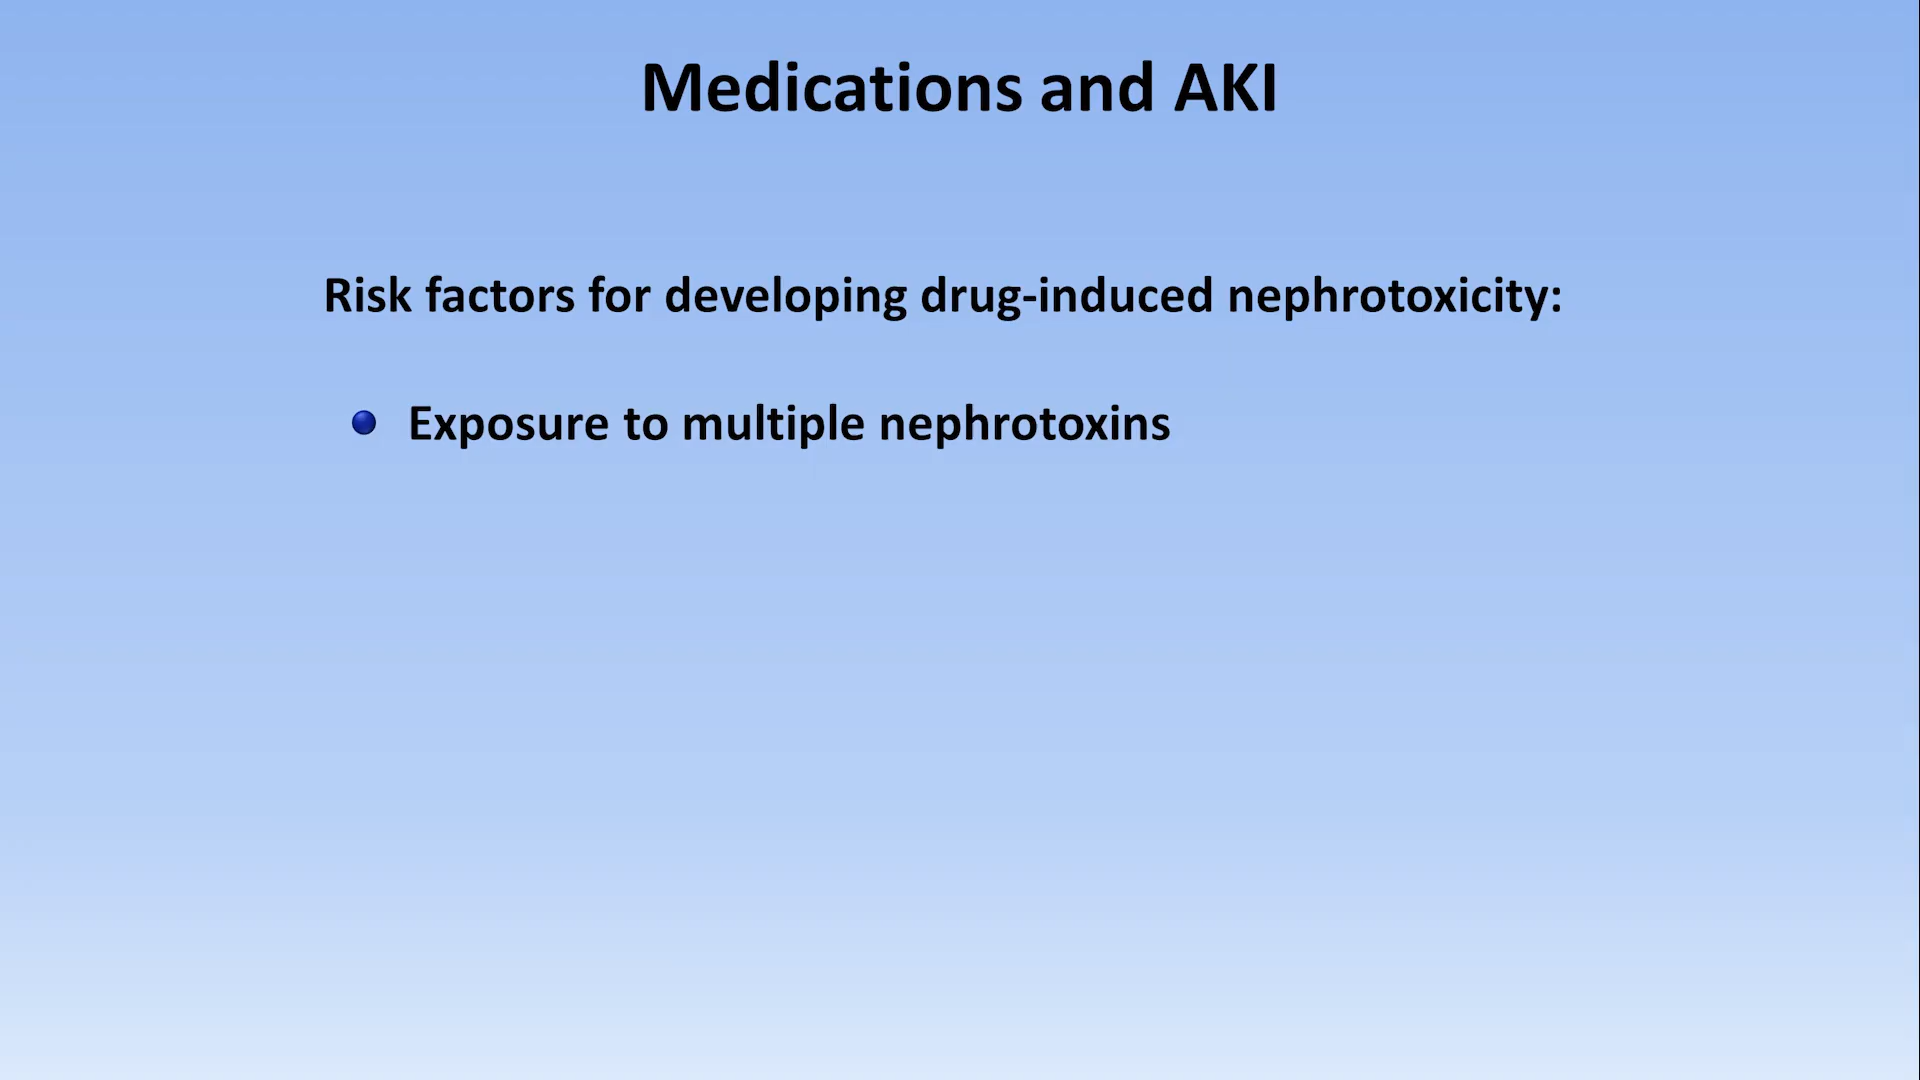 Medications and AKI
Risk factors for developing drug-induced nephrotoxicity:
Exposure to multiple nephrotoxins